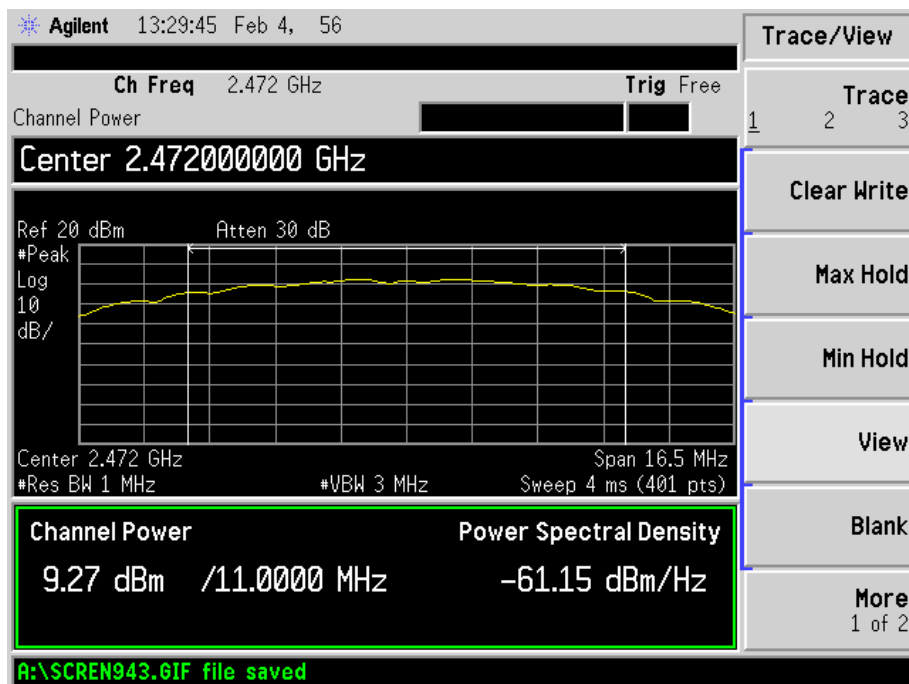 Agilent 13:29:45 Feb 4, 56
Trace/View
Ch Freq 2.472 GHz Trig Free
Channel Power
Trace
1 2 3
Center 2.472000000 GHz
Clear Write
Ref 20 dBm Atten 30 dB
#Peak
Log
10
dB/
Max Hold
Min Hold
View
Center 2.472 GHz Span 16.5 MHz
#Res BW 1 MHz #VBW 3 MHz Sweep 4 ms (401 pts)
Channel Power Power Spectral Density
Blank
9.27 dBm /11.0000 MHz -61.15 dBm/Hz
More
1 of 2
A:\SCREN943.GIF file saved